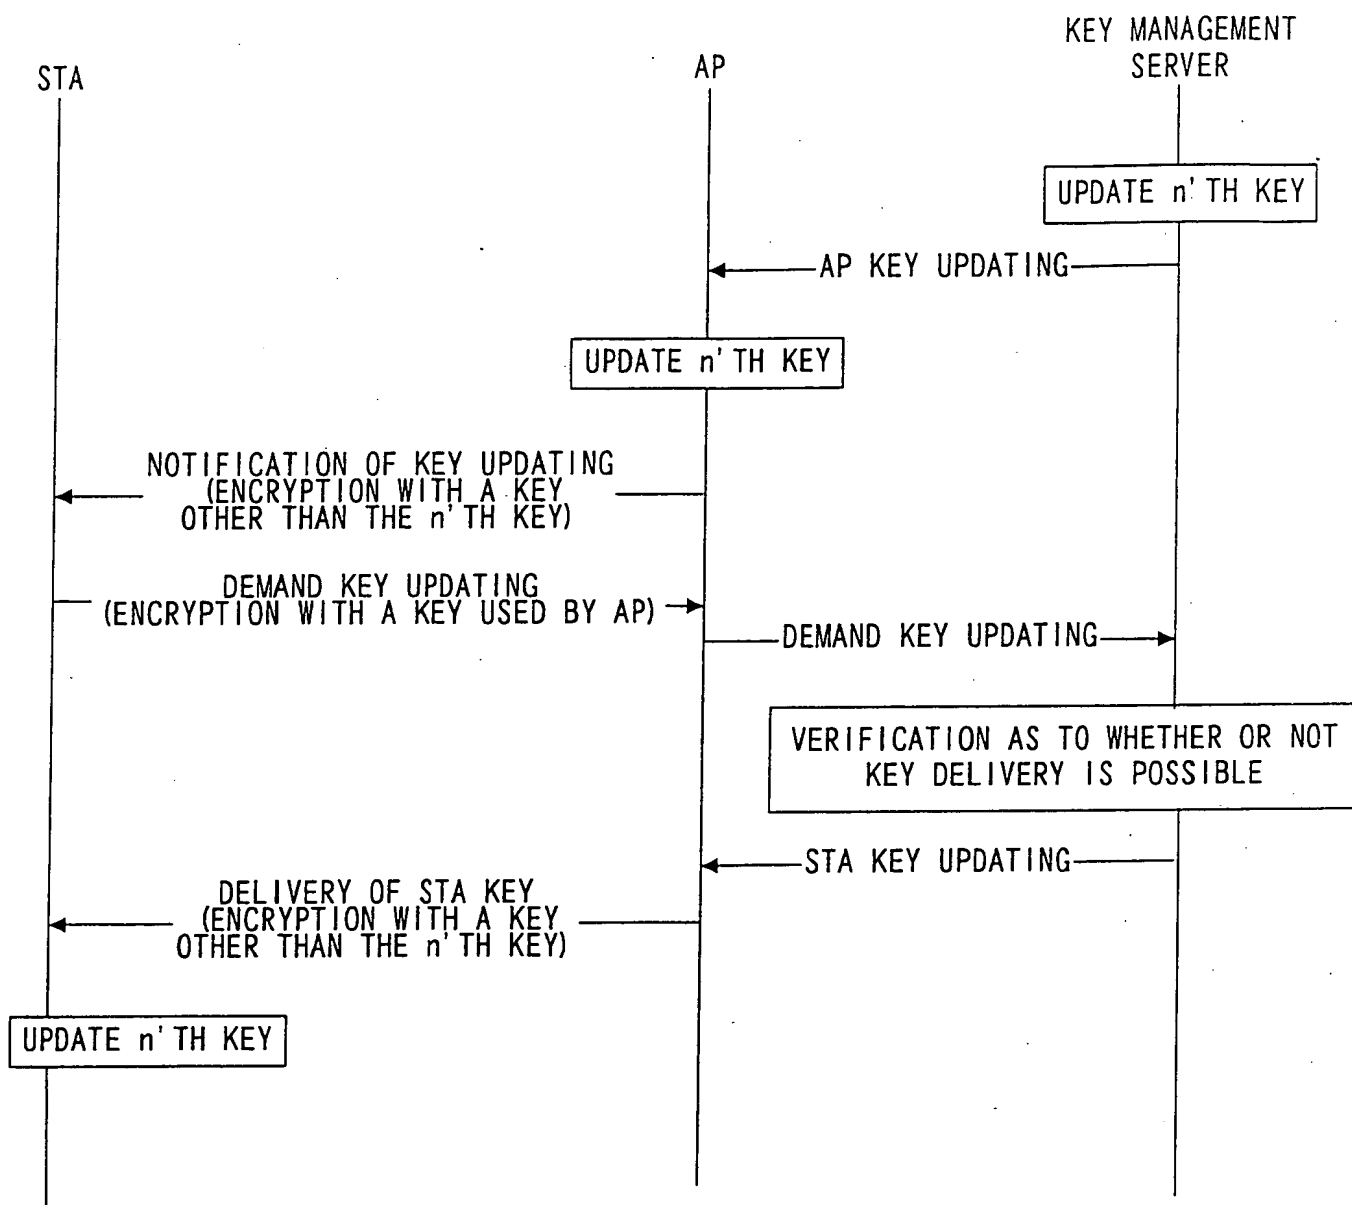 KEY MANAGEMENT
SERVER
STA
AP
UPDATE n'TH KEY
AP KEY UPDATING
UPDATE n'TH KEY
NOTIFICATION OF KEY UPDATING
(ENCRYPTION WITH A KEY
OTHER THAN THE n'TH KEY)
DEMAND KEY UPDATING
(ENCRYPTION WITH A KEY USED BY AP)
DEMAND KEY UPDATING
VERIFICATION AS TO WHETHER OR NOT
KEY DELIVERY IS POSSIBLE
STA KEY UPDATING
DELIVERY OF STA KEY
(ENCRYPTION WITH A KEY
OTHER THAN THE n'TH KEY)
UPDATE n'TH KEY